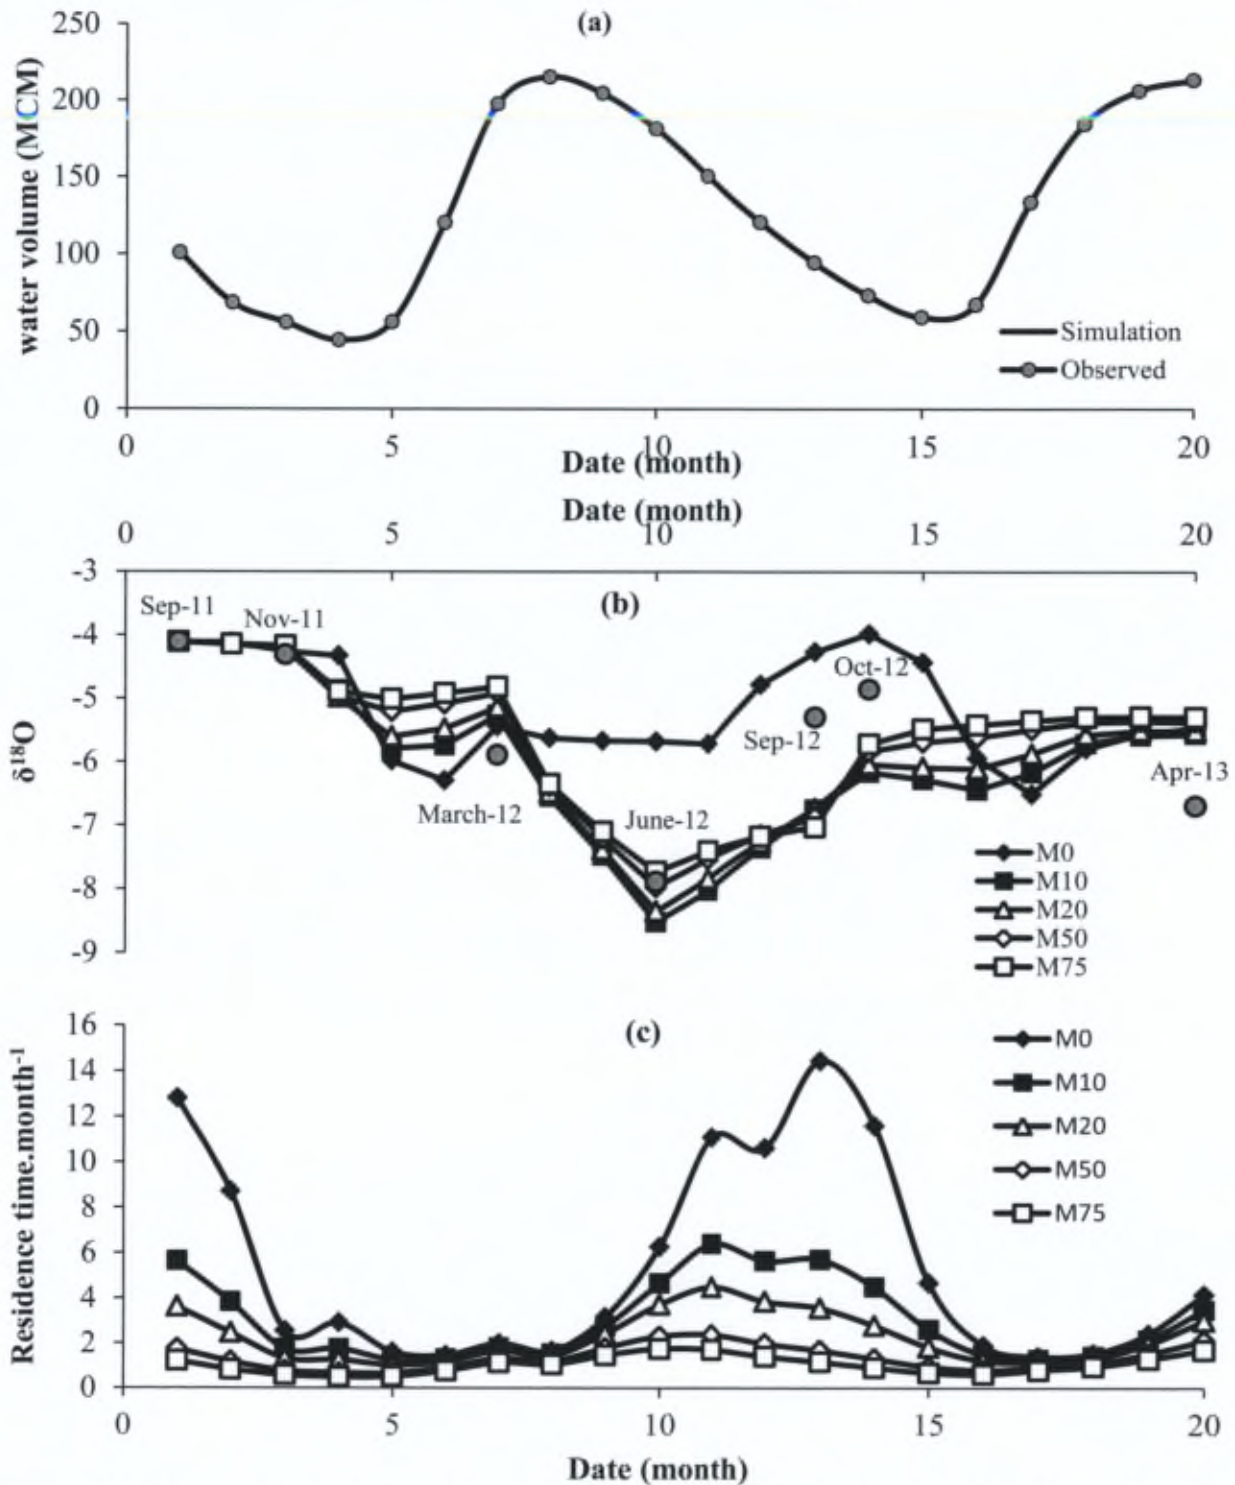 (a)
water volume (MCM)
250
200
150
100
50
0
Simulation
Observed
0 5 10 15 20
Date (month)
Date (month)
0 5 10 15 20
(b)
δ¹⁸O
-3
-4
-5
-6
-7
-8
-9
Sep-11
Nov-11
March-12
June-12
Sep-12
Oct-12
Apr-13
M0
M10
M20
M50
M75
(c)
Residence time.month⁻¹
16
14
12
10
8
6
4
2
0
M0
M10
M20
M50
M75
0 5 10 15 20
Date (month)